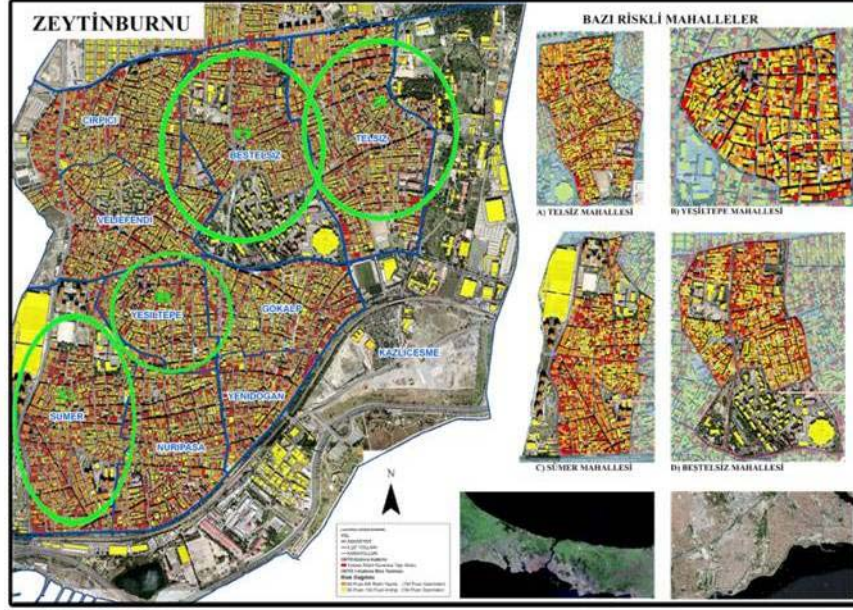 ZEYTİNBURNU
BAZI RİSKLİ MAHALLELER
ÇIRPICI
BEŞTELSİZ
TELSİZ
VELİEFENDİ
YEŞİLTEPE
GÖKALP
KAZLIÇEŞME
SÜMER
YENİDOĞAN
NURİPAŞA
A) TELSİZ MAHALLESİ
B) YEŞİLTEPE MAHALLESİ
C) SÜMER MAHALLESİ
D) BEŞTELSİZ MAHALLESİ
N